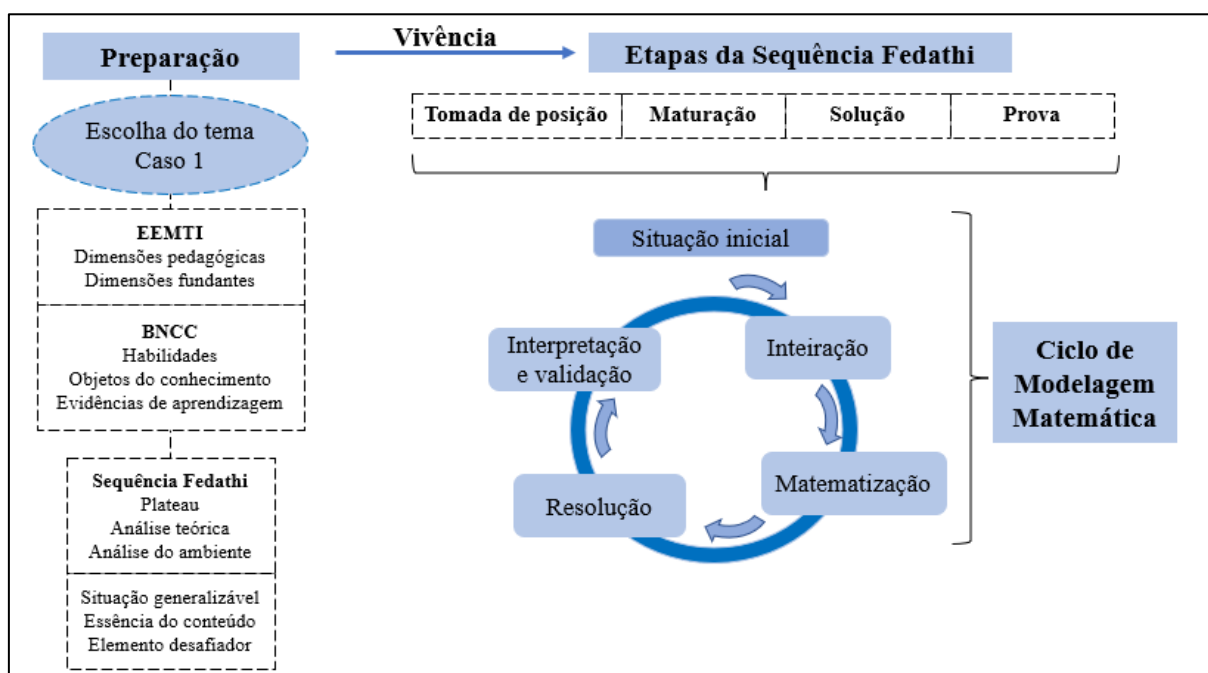 Preparação
Vivência
Etapas da Sequência Fedathi
Escolha do tema
Caso 1
EEMTI
Dimensões pedagógicas
Dimensões fundantes
BNCC
Habilidades
Objetos do conhecimento
Evidências de aprendizagem
Sequência Fedathi
Plateau
Análise teórica
Análise do ambiente
Situação generalizável
Essência do conteúdo
Elemento desafiador
Tomada de posição
Maturação
Solução
Prova
Situação inicial
Inteiração
Matematização
Resolução
Interpretação
e validação
Ciclo de
Modelagem
Matemática